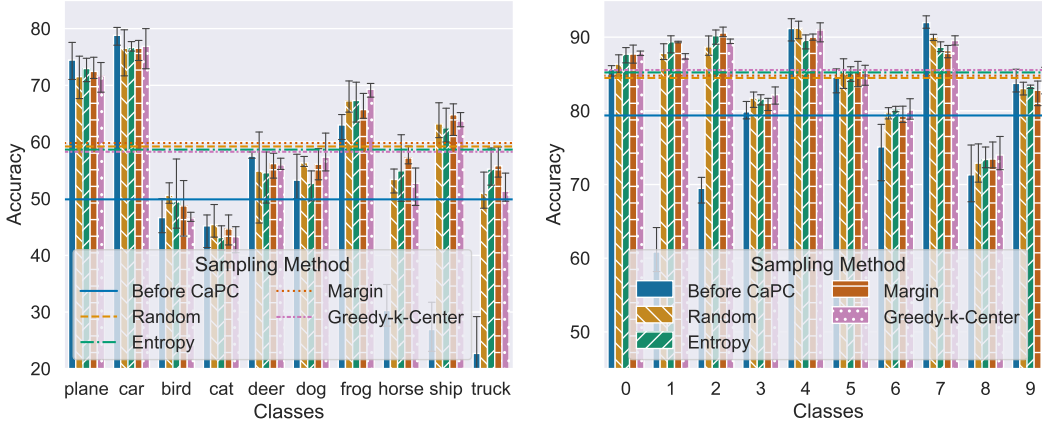 80
70
60
50
40
30
20
Accuracy
Sampling Method
Before CaPC
Random
Entropy
Margin
Greedy-k-Center
plane car bird cat deer dog frog horse ship truck
Classes
90
80
70
60
50
Accuracy
Sampling Method
Before CaPC
Random
Entropy
Margin
Greedy-k-Center
0 1 2 3 4 5 6 7 8 9
Classes